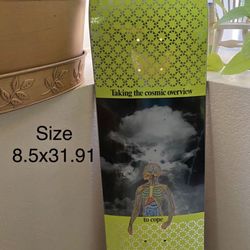 Taking the cosmic overview
Size
8.5x31.91
to cope